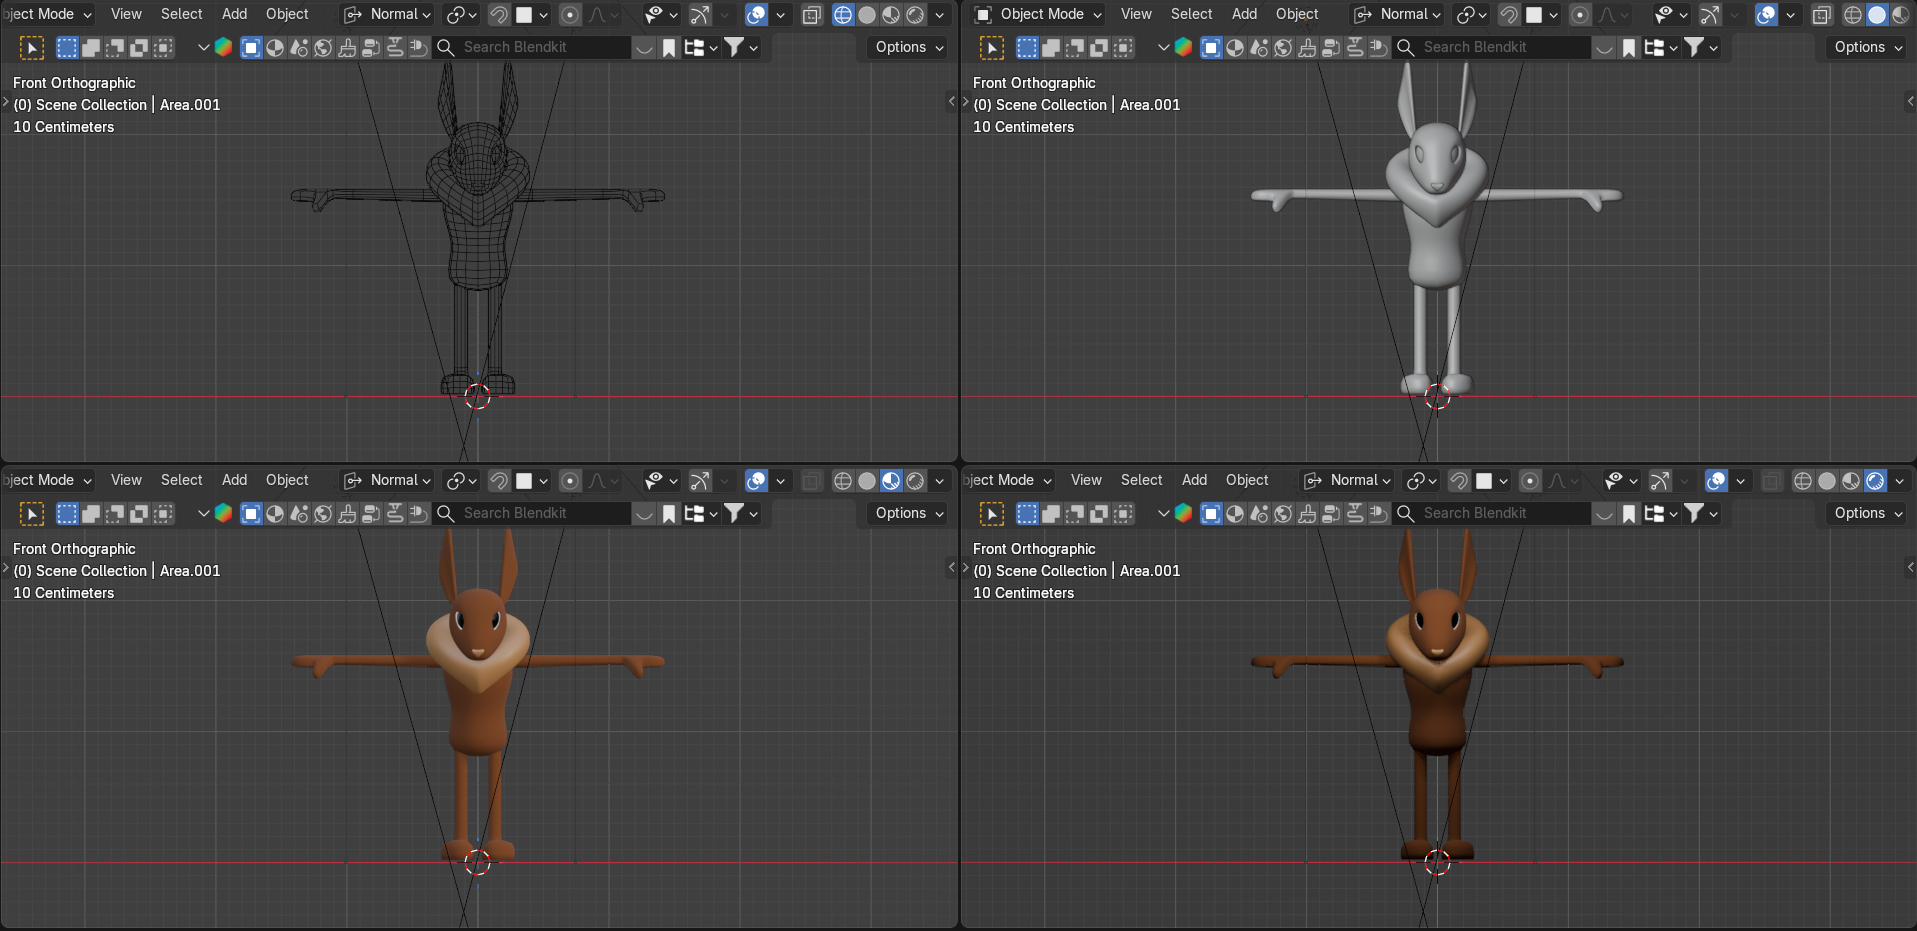 ject Mode View Select Add Object Normal
Search Blendkit Options
Front Orthographic
(0) Scene Collection | Area.001
10 Centimeters
Object Mode View Select Add Object Normal
Search Blendkit Options
Front Orthographic
(0) Scene Collection | Area.001
10 Centimeters
ject Mode View Select Add Object Normal
Search Blendkit Options
Front Orthographic
(0) Scene Collection | Area.001
10 Centimeters
ject Mode View Select Add Object Normal
Search Blendkit Options
Front Orthographic
(0) Scene Collection | Area.001
10 Centimeters